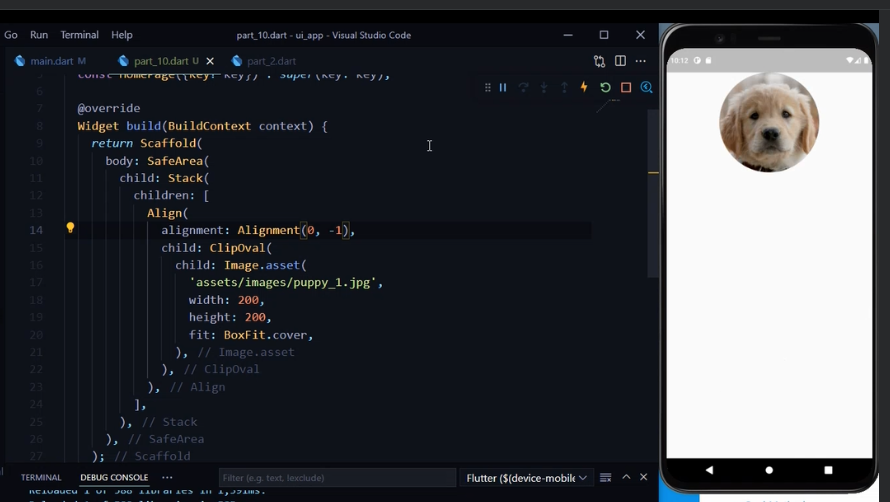 Go Run Terminal Help part_10.dart - ui_app - Visual Studio Code
main.dart M part_10.dart U part_2.dart
const HomePage({Key? key}) : super(key: key);
6
7 @override
8 Widget build(BuildContext context) {
9 return Scaffold(
10 body: SafeArea(
11 child: Stack(
12 children: [
13 Align(
14 alignment: Alignment(0, -1),
15 child: ClipOval(
16 child: Image.asset(
17 'assets/images/puppy_1.jpg',
18 width: 200,
19 height: 200,
20 fit: BoxFit.cover,
21 ), // Image.asset
22 ), // ClipOval
23 ), // Align
24 ],
25 ), // Stack
26 ), // SafeArea
27 ); // Scaffold
TERMINAL DEBUG CONSOLE ··· Filter (e.g. text, !exclude) Flutter ($(device-mobile
Reloaded 1 of 588 libraries in 1,391ms.
10:12